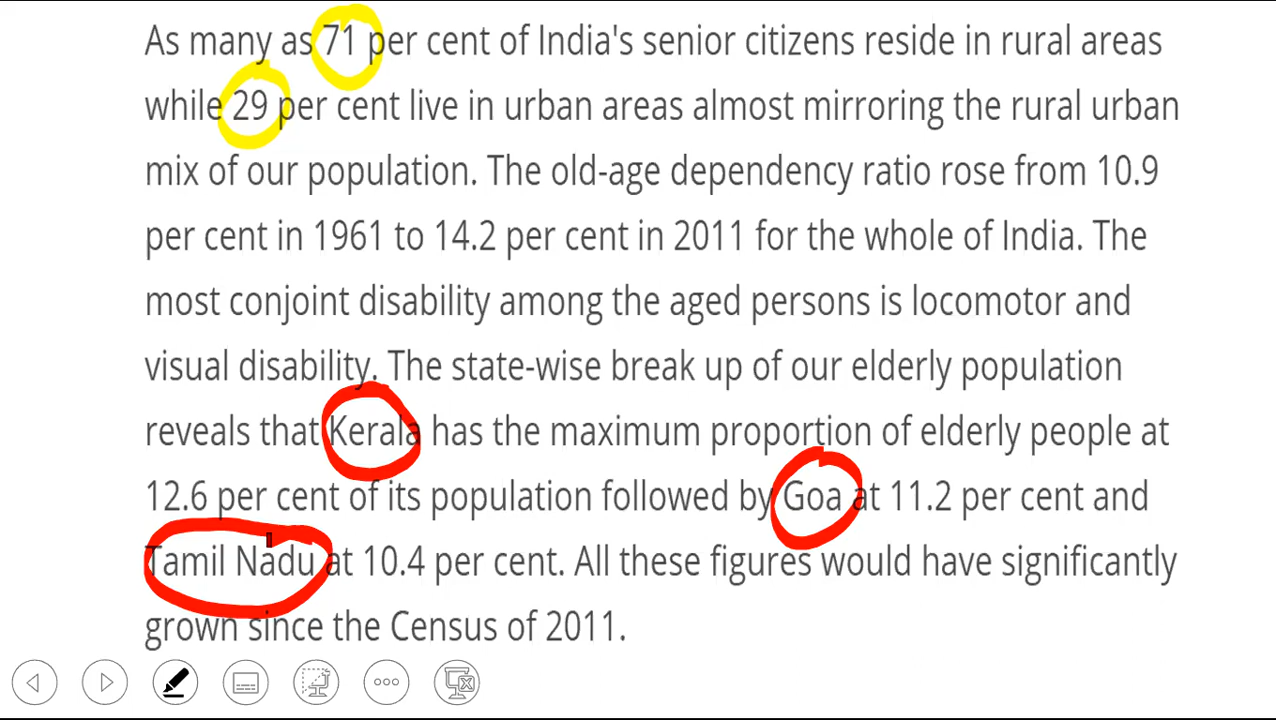 As many as 71 per cent of India's senior citizens reside in rural areas
while 29 per cent live in urban areas almost mirroring the rural urban
mix of our population. The old-age dependency ratio rose from 10.9
per cent in 1961 to 14.2 per cent in 2011 for the whole of India. The
most conjoint disability among the aged persons is locomotor and
visual disability. The state-wise break up of our elderly population
reveals that Kerala has the maximum proportion of elderly people at
12.6 per cent of its population followed by Goa at 11.2 per cent and
Tamil Nadu at 10.4 per cent. All these figures would have significantly
grown since the Census of 2011.